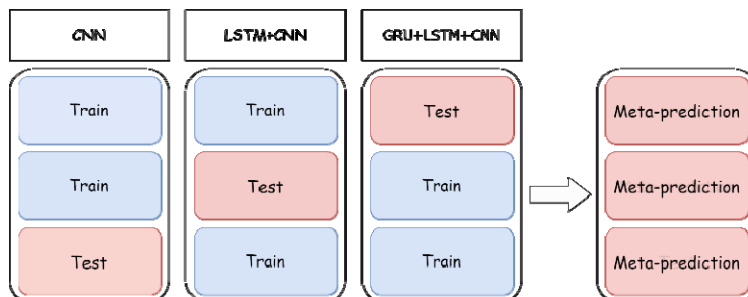 CNN
LSTM+CNN
GRU+LSTM+CNN
Train
Train
Test
Meta-prediction
Train
Test
Train
Meta-prediction
Test
Train
Train
Meta-prediction